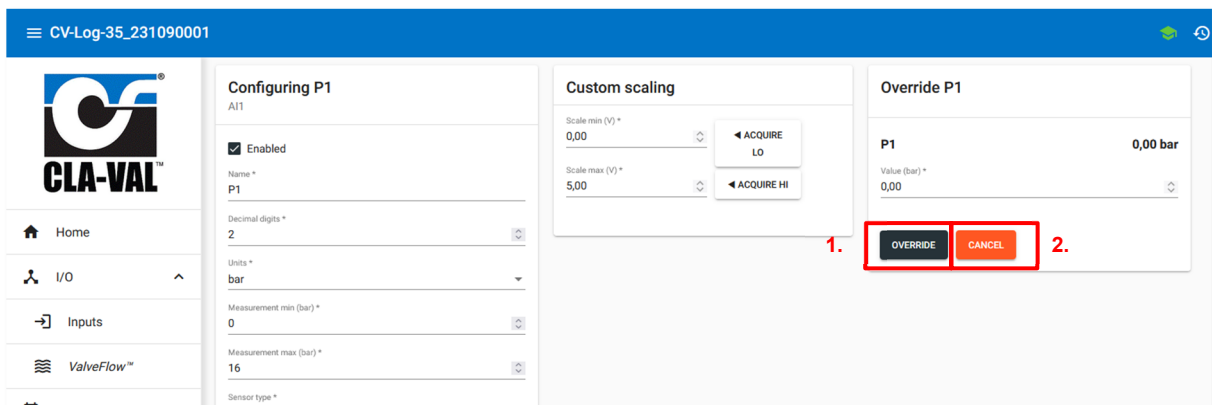 CV-Log-35_231090001
®
CLA-VAL™
Home
I/O
Inputs
ValveFlow™
Configuring P1
AI1
Enabled
Name *
P1
Decimal digits *
2
Units *
bar
Measurement min (bar) *
0
Measurement max (bar) *
16
Sensor type *
Custom scaling
Scale min (V) *
0,00
◀ ACQUIRE
LO
Scale max (V) *
5,00
◀ ACQUIRE HI
Override P1
P1 0,00 bar
Value (bar) *
0,00
1. OVERRIDE CANCEL 2.